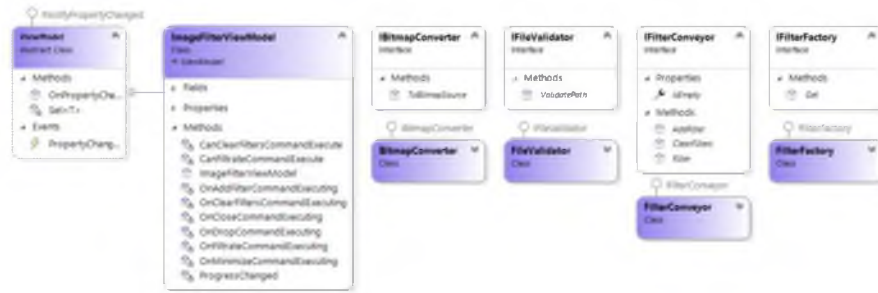 INotifyPropertyChanged
ViewModel
Abstract Class
Methods
OnPropertyCha...
Set<T>
Events
PropertyChang...
ImageFilterViewModel
Class
ViewModel
Fields
Properties
Methods
CanClearFiltersCommandExecute
CanFiltrateCommandExecute
ImageFilterViewModel
OnAddFilterCommandExecuting
OnClearFiltersCommandExecuting
OnCloseCommandExecuting
OnDropCommandExecuting
OnFiltrateCommandExecuting
OnMinimizeCommandExecuting
ProgressChanged
IBitmapConverter
Interface
Methods
ToBitmapSource
IBitmapConverter
BitmapConverter
Class
IFileValidator
Interface
Methods
ValidatePath
IFileValidator
FileValidator
Class
IFilterConveyor
Interface
Properties
IsEmpty
Methods
AddFilter
ClearFilters
Filter
IFilterConveyor
FilterConveyor
Class
IFilterFactory
Interface
Methods
Get
IFilterFactory
FilterFactory
Class